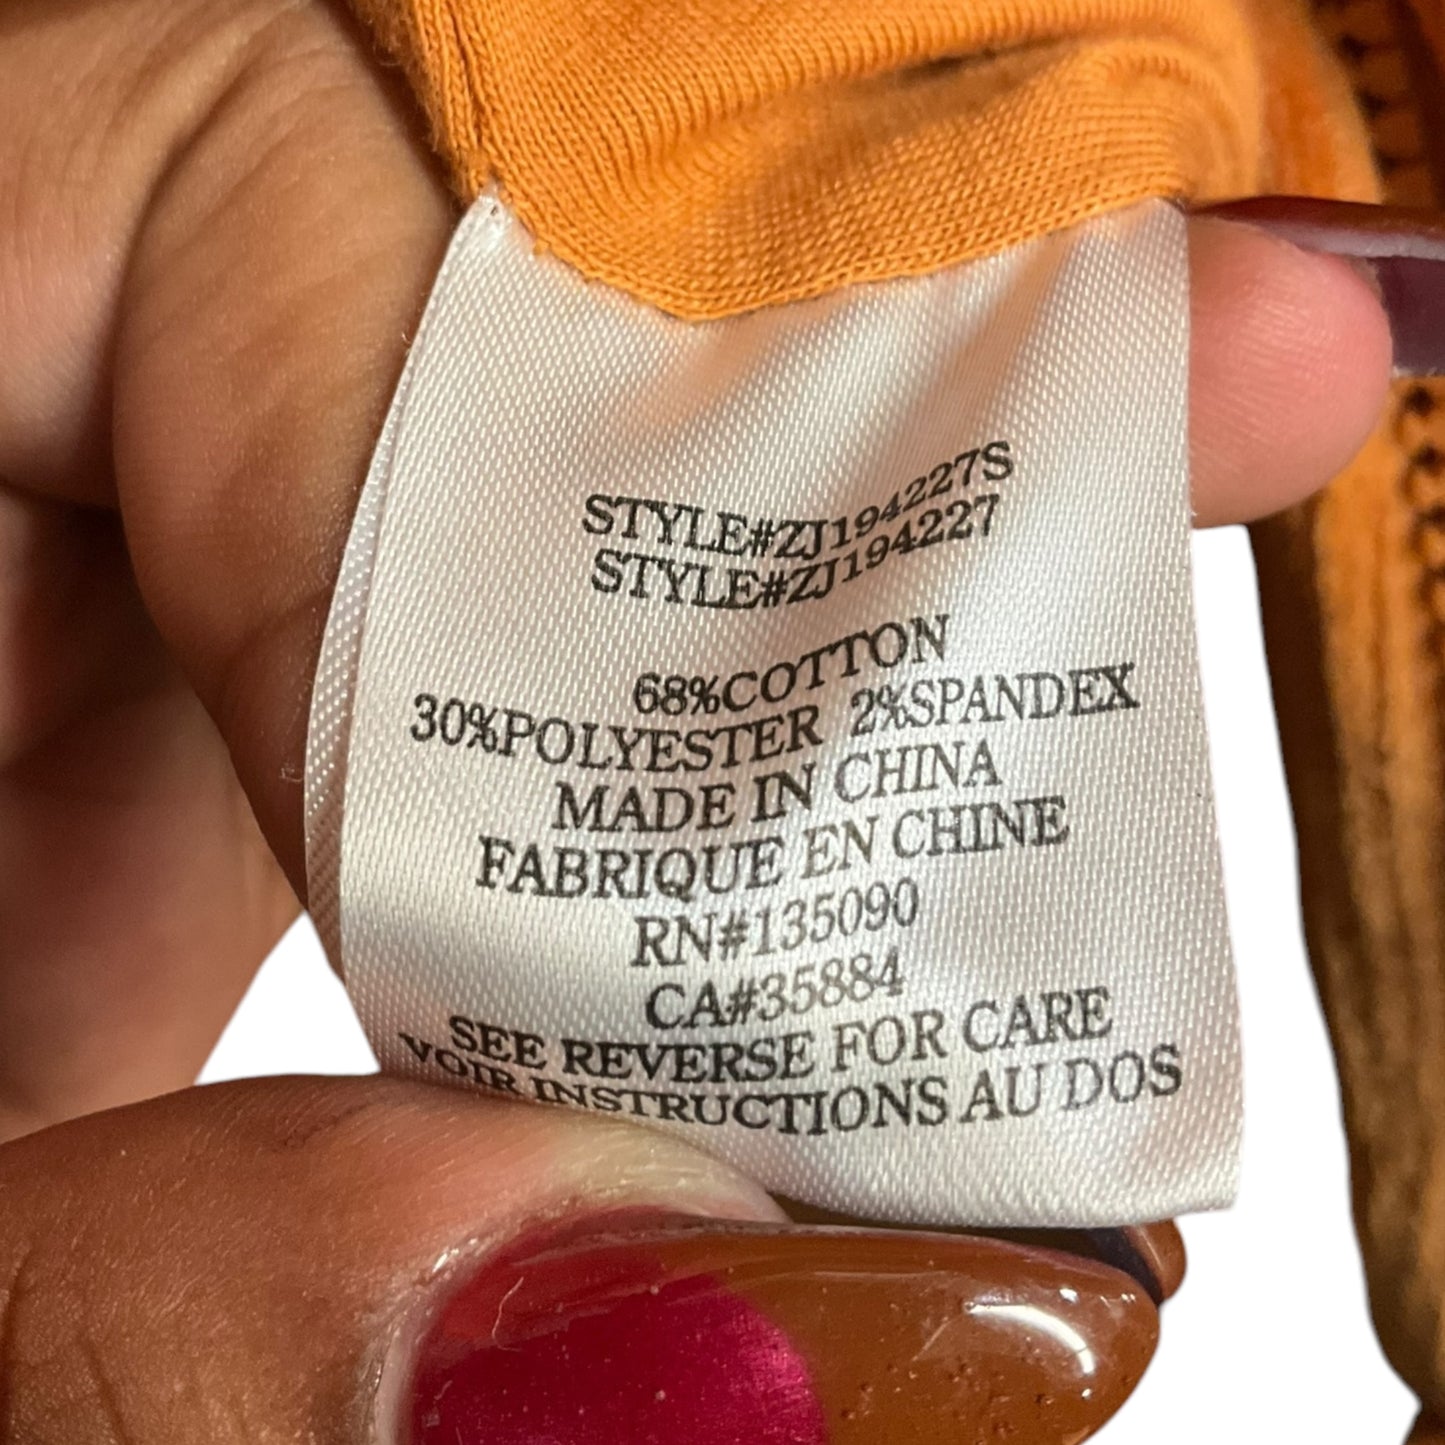 STYLE#ZJ194227S
STYLE#ZJ194227
68%COTTON
30%POLYESTER 2%SPANDEX
MADE IN CHINA
FABRIQUE EN CHINE
RN#135090
CA#35884
SEE REVERSE FOR CARE
VOIR INSTRUCTIONS AU DOS